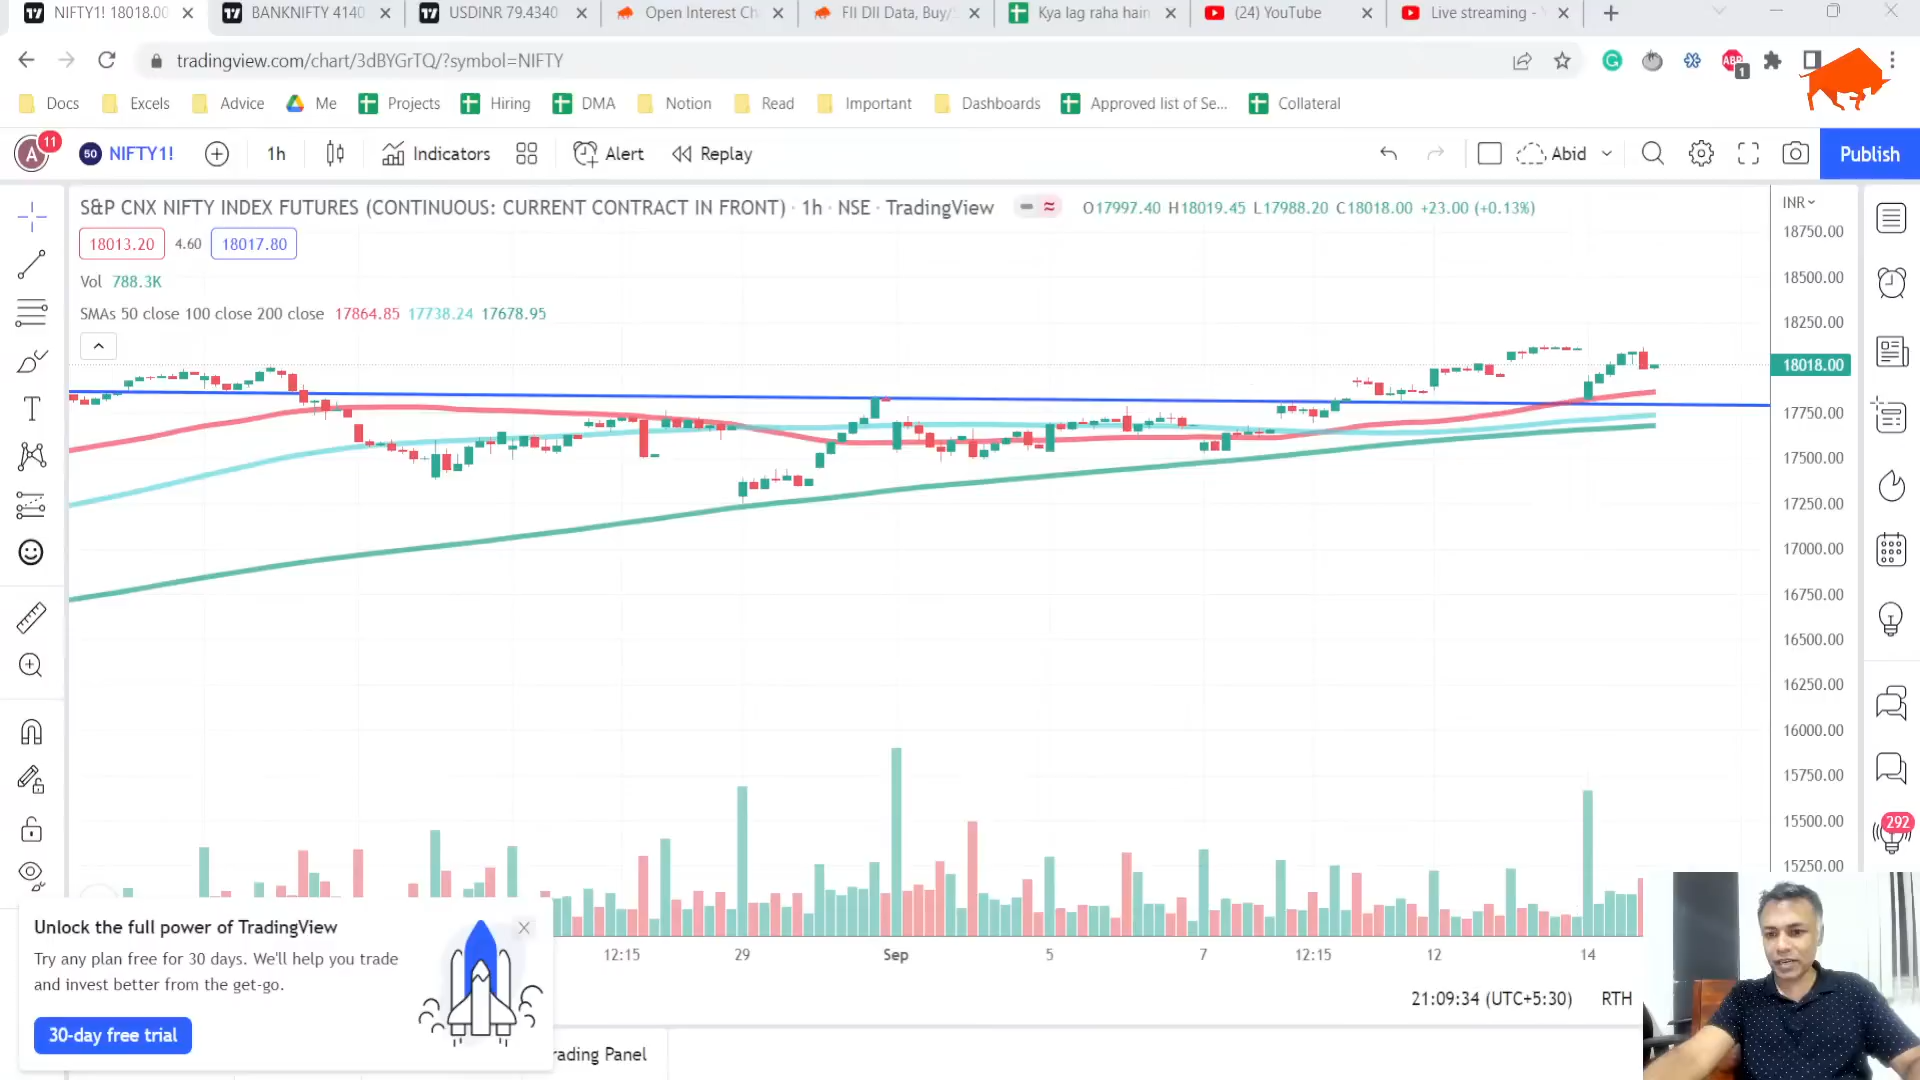 NIFTY1! 18018.00
BANKNIFTY 4140
USDINR 79.4340
Open Interest Ch
FII DII Data, Buy/
Kya lag raha hain
(24) YouTube
Live streaming -
tradingview.com/chart/3dBYGrTQ/?symbol=NIFTY
ABP
1
Docs
Excels
Advice
Me
Projects
Hiring
DMA
Notion
Read
Important
Dashboards
Approved list of Se...
Collateral
A
11
50
NIFTY1!
1h
Indicators
Alert
Replay
Abid
Publish
S&P CNX NIFTY INDEX FUTURES (CONTINUOUS: CURRENT CONTRACT IN FRONT) · 1h · NSE · TradingView
O17997.40 H18019.45 L17988.20 C18018.00 +23.00 (+0.13%)
INR
18013.20
4.60
18017.80
Vol 788.3K
SMAs 50 close 100 close 200 close 17864.85 17738.24 17678.95
18750.00
18500.00
18250.00
18018.00
17750.00
17500.00
17250.00
17000.00
16750.00
16500.00
16250.00
16000.00
15750.00
15500.00
15250.00
292
Unlock the full power of TradingView
Try any plan free for 30 days. We'll help you trade
and invest better from the get-go.
30-day free trial
12:15
29
Sep
5
7
12:15
12
14
21:09:34 (UTC+5:30)
RTH
rading Panel